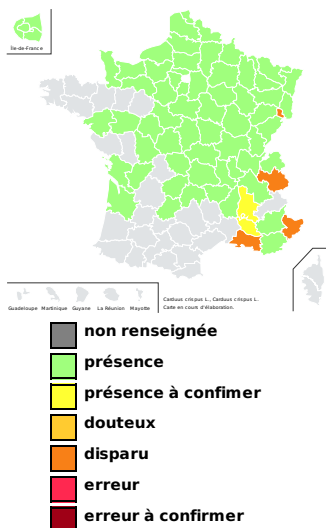 Île-de-France
Guadeloupe Martinique Guyane La Réunion Mayotte
Carduus crispus L., Carduus crispus L.
Carte en cours d'élaboration.
non renseignée
présence
présence à confimer
douteux
disparu
erreur
erreur à confirmer